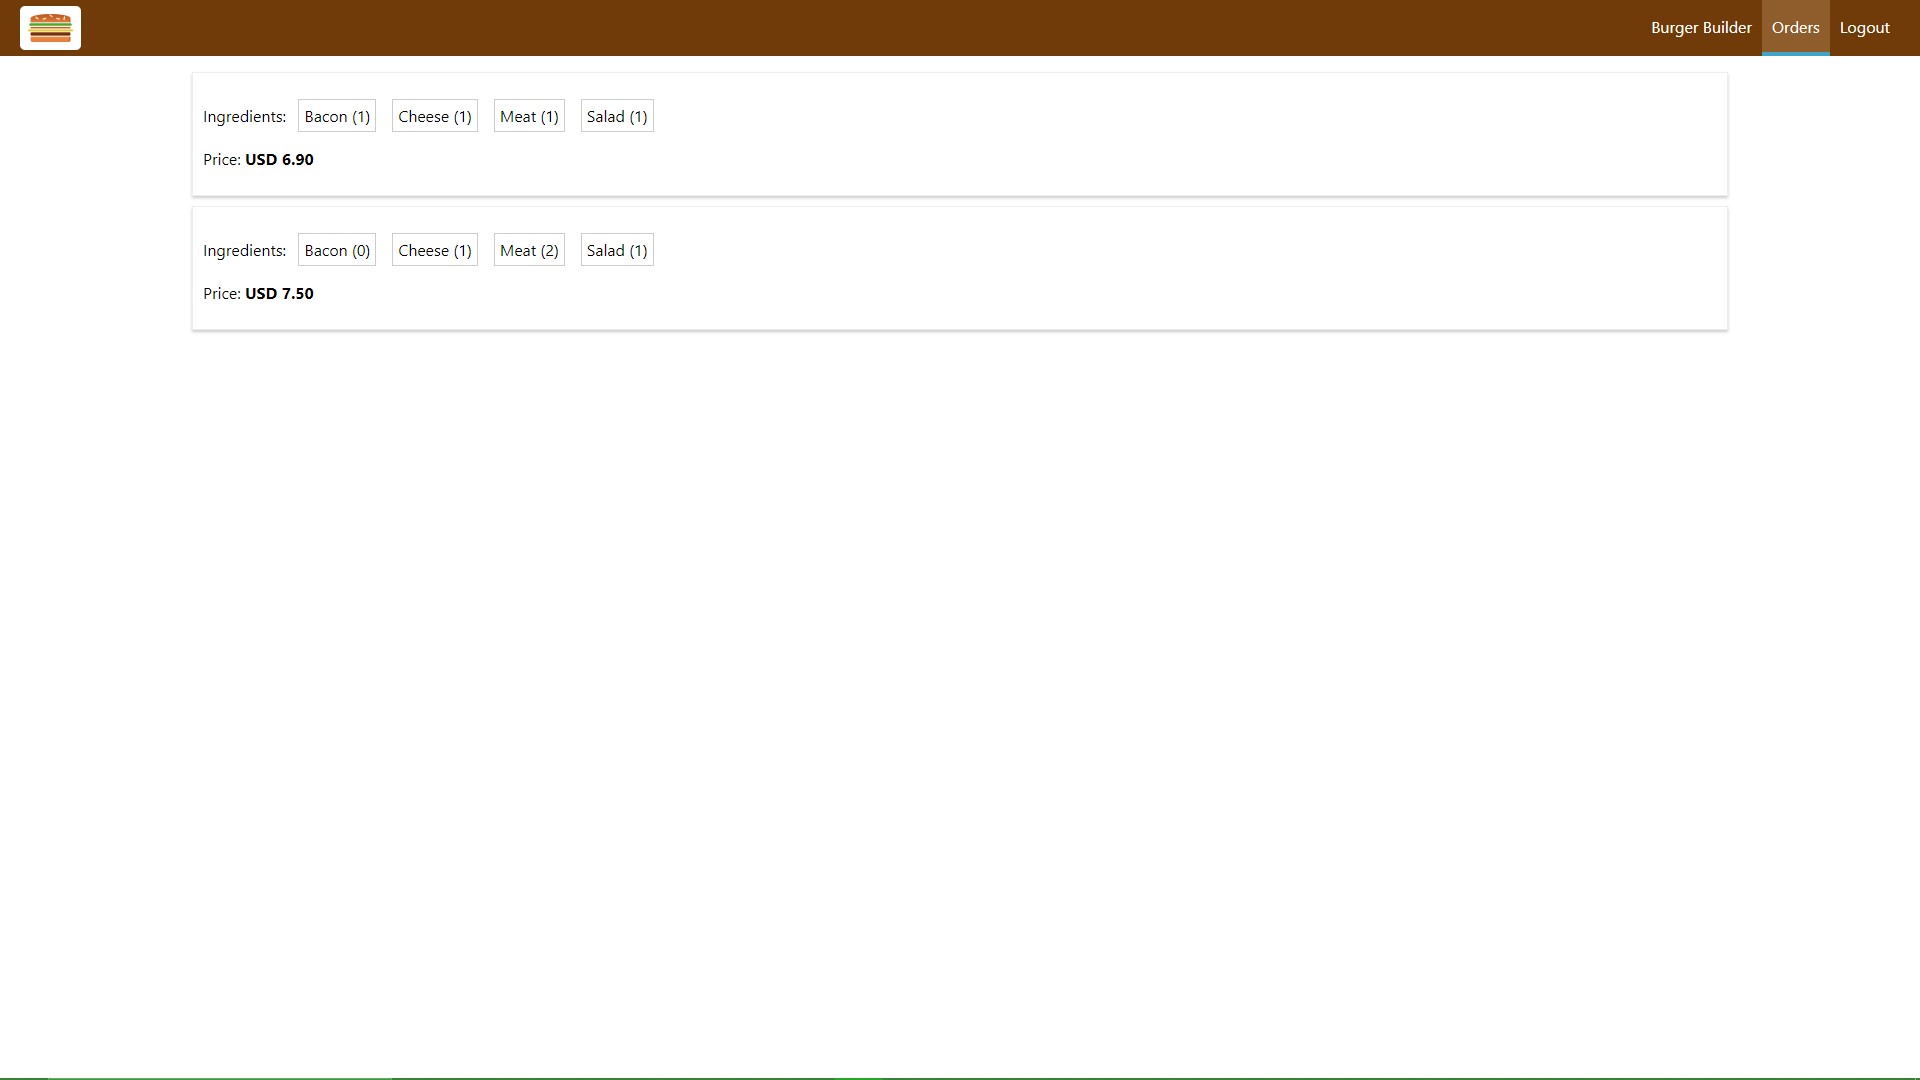 Burger Builder Orders Logout
Ingredients: Bacon (1) Cheese (1) Meat (1) Salad (1)
Price: USD 6.90
Ingredients: Bacon (0) Cheese (1) Meat (2) Salad (1)
Price: USD 7.50